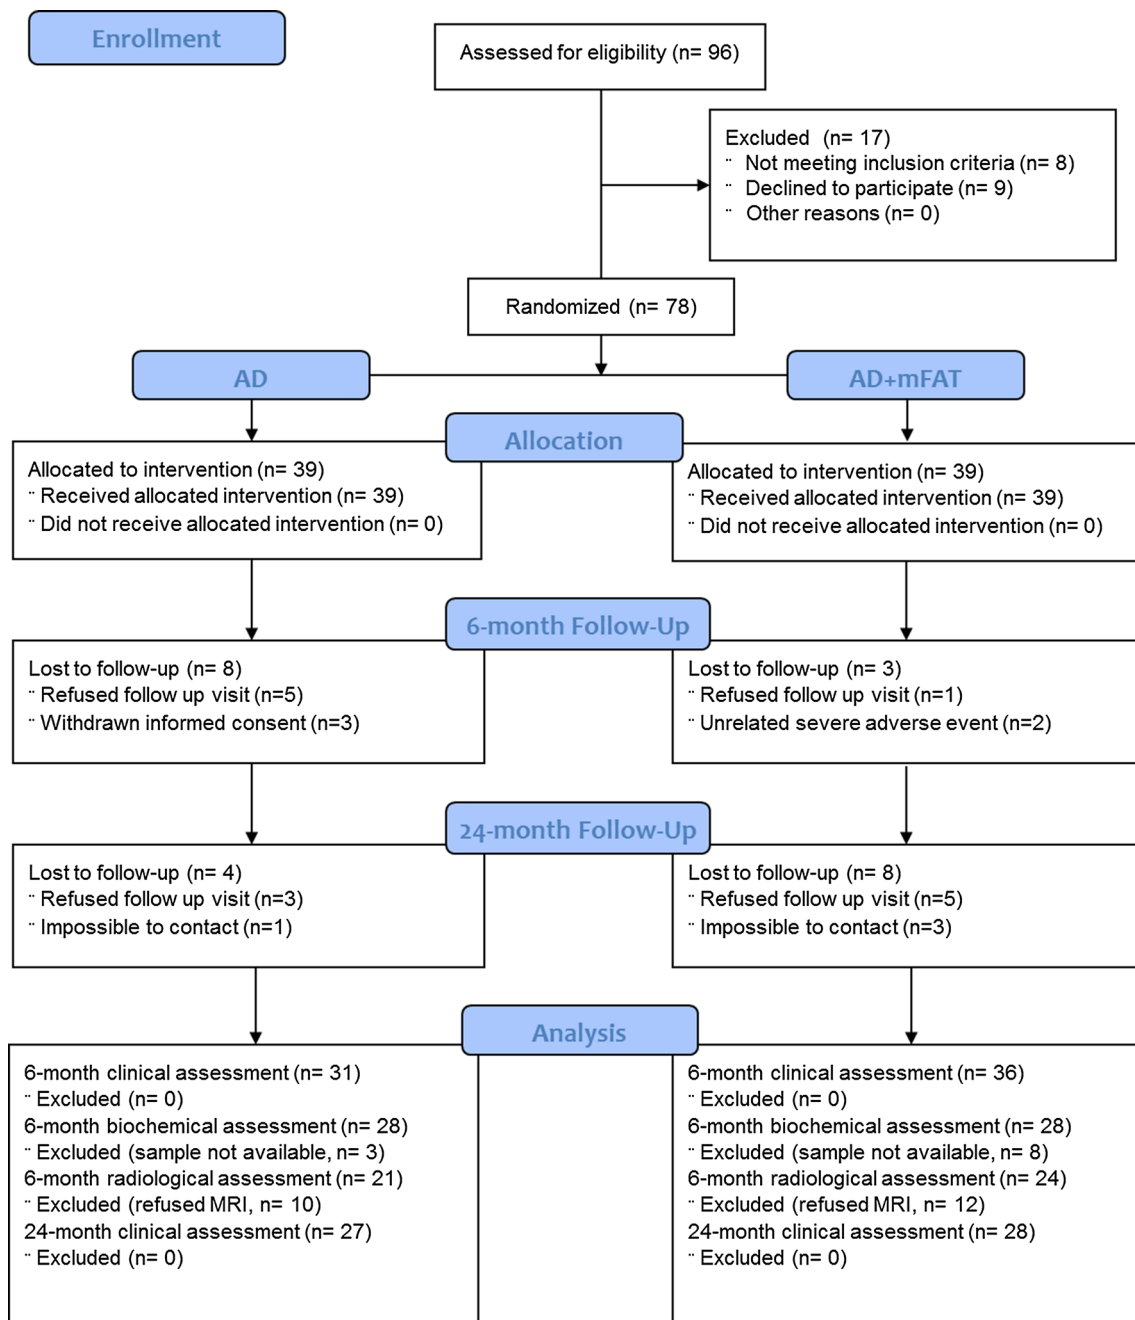 Enrollment
Assessed for eligibility (n= 96)
Excluded (n= 17)
¨ Not meeting inclusion criteria (n= 8)
¨ Declined to participate (n= 9)
¨ Other reasons (n= 0)
Randomized (n= 78)
AD
AD+mFAT
Allocation
Allocated to intervention (n= 39)
¨ Received allocated intervention (n= 39)
¨ Did not receive allocated intervention (n= 0)
Allocated to intervention (n= 39)
¨ Received allocated intervention (n= 39)
¨ Did not receive allocated intervention (n= 0)
6-month Follow-Up
Lost to follow-up (n= 8)
¨ Refused follow up visit (n=5)
¨ Withdrawn informed consent (n=3)
Lost to follow-up (n= 3)
¨ Refused follow up visit (n=1)
¨ Unrelated severe adverse event (n=2)
24-month Follow-Up
Lost to follow-up (n= 4)
¨ Refused follow up visit (n=3)
¨ Impossible to contact (n=1)
Lost to follow-up (n= 8)
¨ Refused follow up visit (n=5)
¨ Impossible to contact (n=3)
Analysis
6-month clinical assessment (n= 31)
¨ Excluded (n= 0)
6-month biochemical assessment (n= 28)
¨ Excluded (sample not available, n= 3)
6-month radiological assessment (n= 21)
¨ Excluded (refused MRI, n= 10)
24-month clinical assessment (n= 27)
¨ Excluded (n= 0)
6-month clinical assessment (n= 36)
¨ Excluded (n= 0)
6-month biochemical assessment (n= 28)
¨ Excluded (sample not available, n= 8)
6-month radiological assessment (n= 24)
¨ Excluded (refused MRI, n= 12)
24-month clinical assessment (n= 28)
¨ Excluded (n= 0)